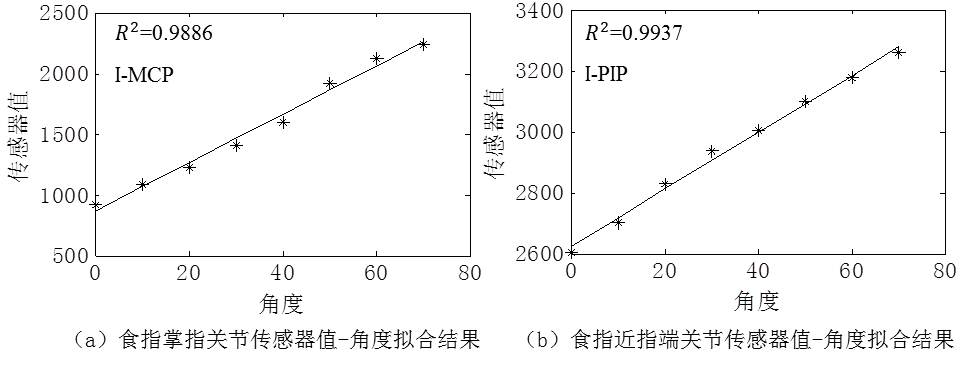 2500
2000
1500
1000
500
R²=0.9886
I-MCP
传感器值
0 20 40 60 80
角度
(a) 食指掌指关节传感器值-角度拟合结果
3400
3200
3000
2800
2600
R²=0.9937
I-PIP
传感器值
0 20 40 60 80
角度
(b) 食指近指端关节传感器值-角度拟合结果